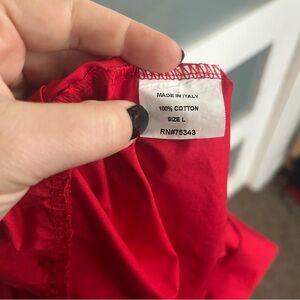 MADE IN ITALY
100% COTTON
SIZE L
RN#75343